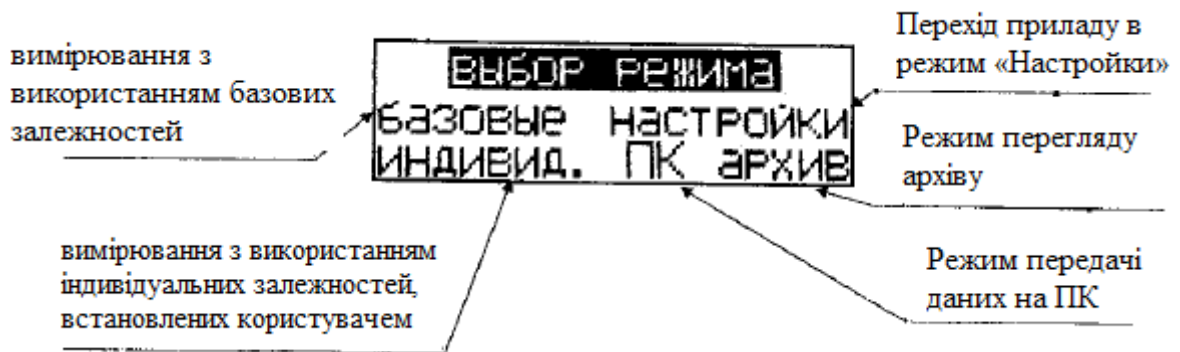 вимірювання з
використанням базових
залежностей
Перехід приладу в
режим «Настройки»
выбор режима
базовые настройки
индивид. ПК архив
Режим перегляду
архіву
вимірювання з використанням
індивідуальних залежностей,
встановлених користувачем
Режим передачі
даних на ПК